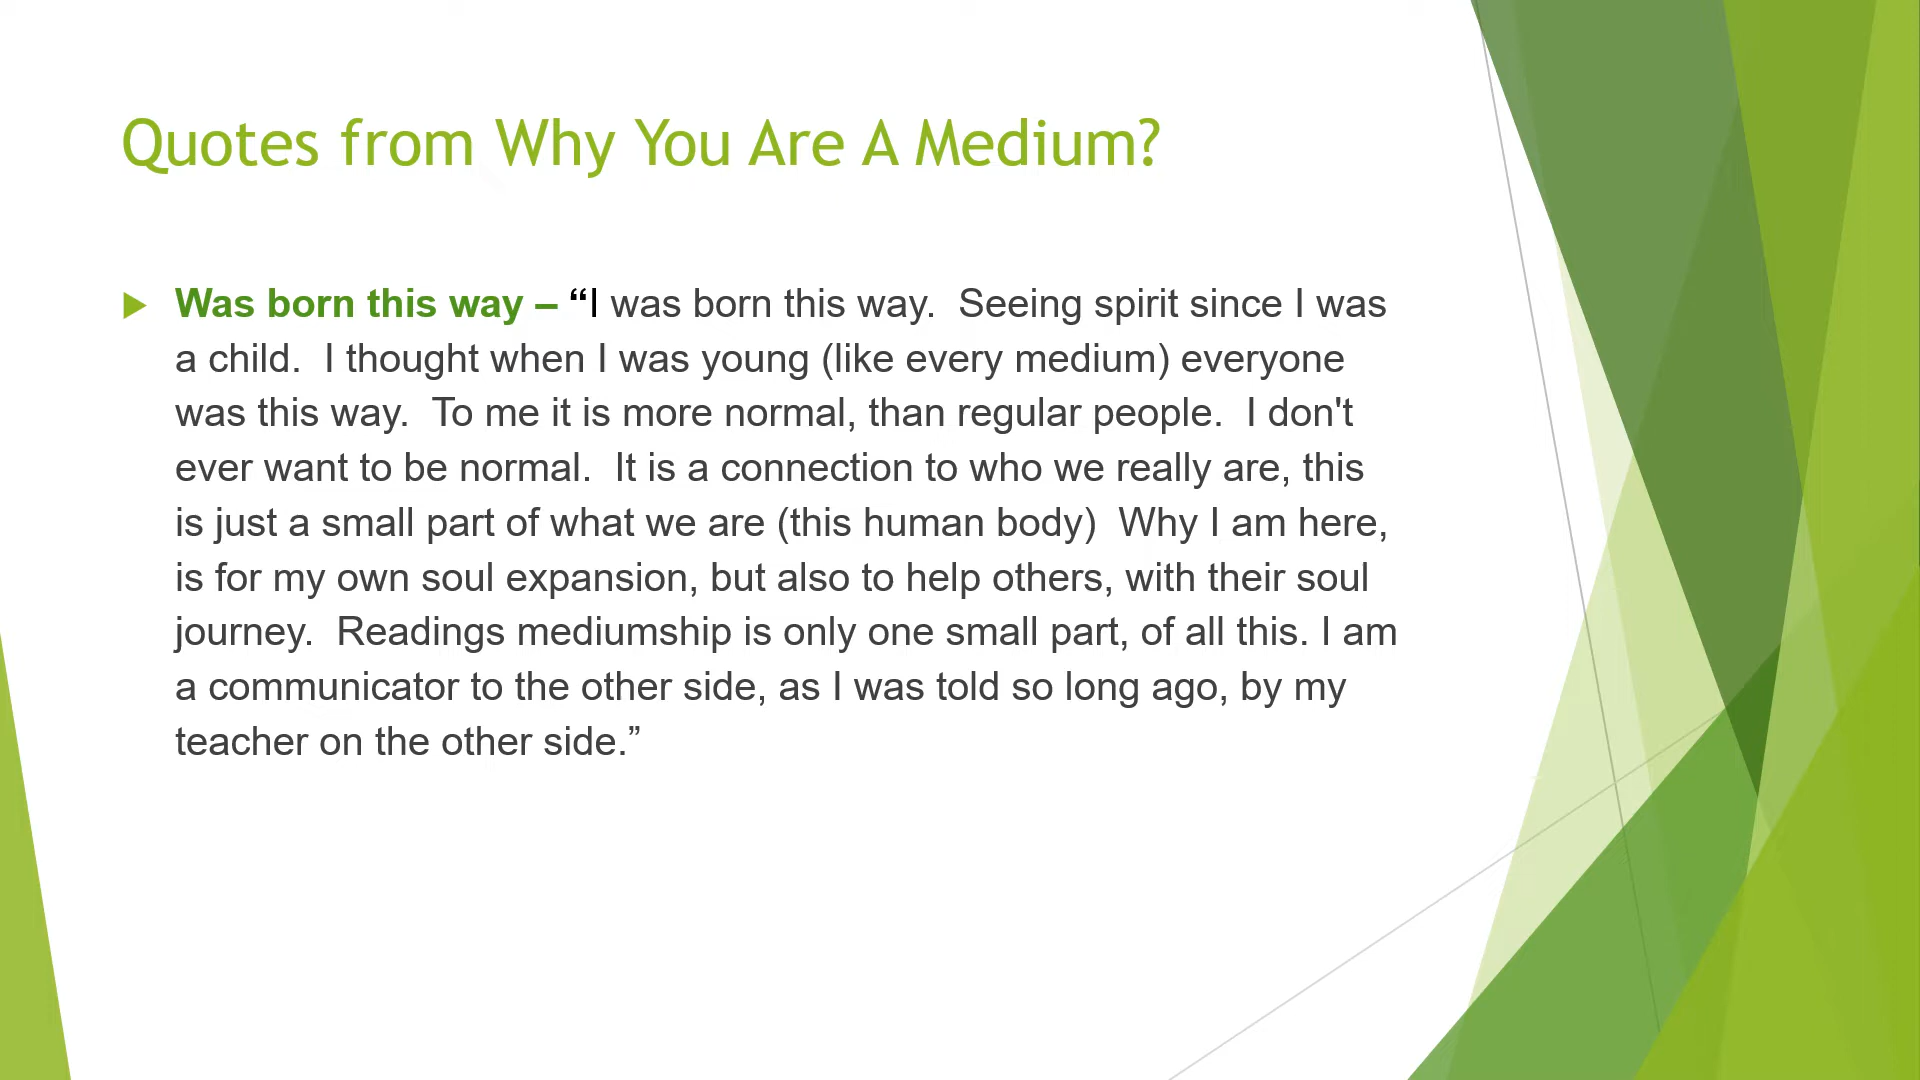 Quotes from Why You Are A Medium?
Was born this way – “I was born this way.  Seeing spirit since I was
a child.  I thought when I was young (like every medium) everyone
was this way.  To me it is more normal, than regular people.  I don't
ever want to be normal.  It is a connection to who we really are, this
is just a small part of what we are (this human body)  Why I am here,
is for my own soul expansion, but also to help others, with their soul
journey.  Readings mediumship is only one small part, of all this. I am
a communicator to the other side, as I was told so long ago, by my
teacher on the other side.”